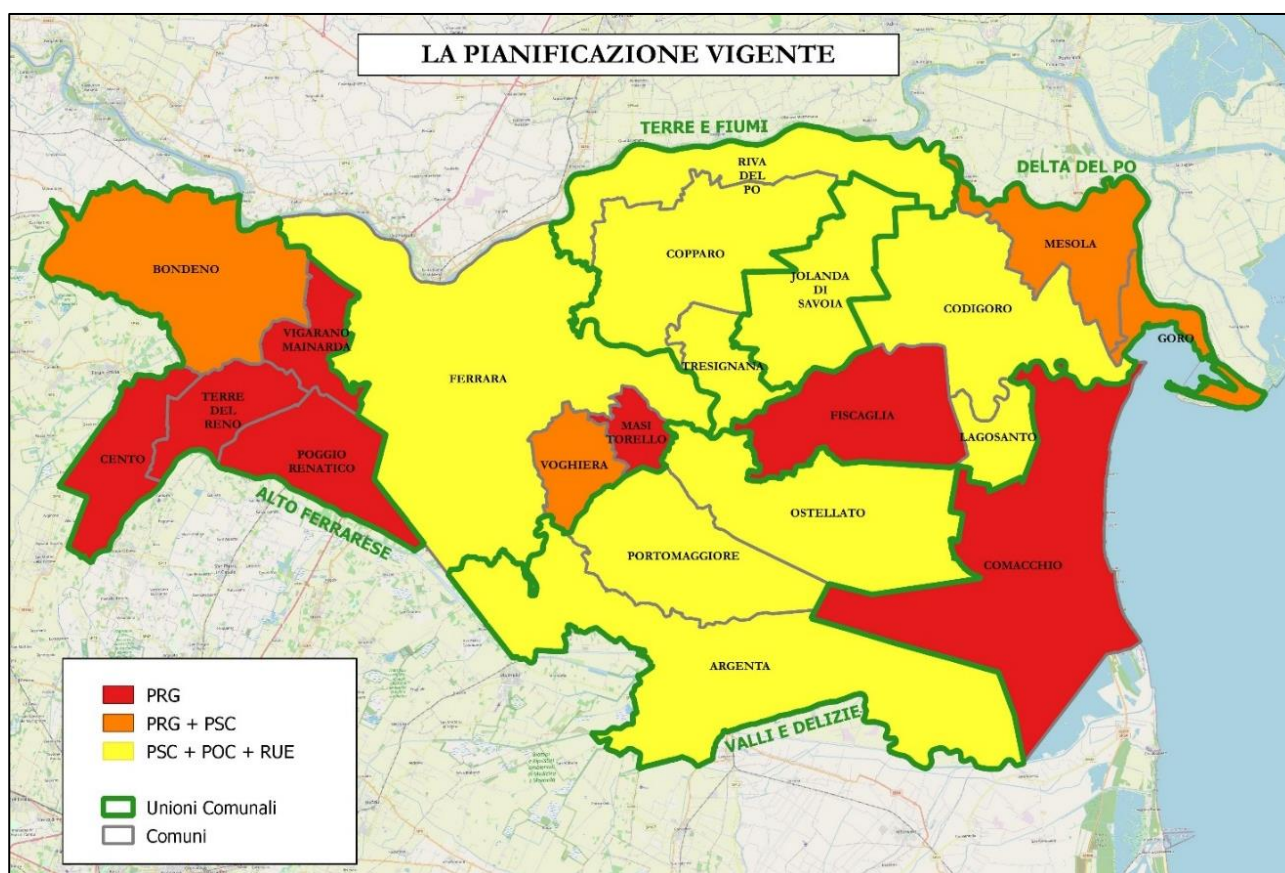 LA PIANIFICAZIONE VIGENTE
TERRE E FIUMI
RIVA
DEL
PO
DELTA DEL PO
MESOLA
COPPARO
BONDENO
JOLANDA
DI
SAVOIA
CODIGORO
VIGARANO
MAINARDA
GORO
TRESIGNANA
FERRARA
TERRE
DEL
RENO
FISCAGLIA
MASI
TORELLO
LAGOSANTO
CENTO
POGGIO
RENATICO
VOGHIERA
ALTO FERRARESE
OSTELLATO
PORTOMAGGIORE
COMACCHIO
ARGENTA
VALLI E DELIZIE
PRG
PRG + PSC
PSC + POC + RUE
Unioni Comunali
Comuni